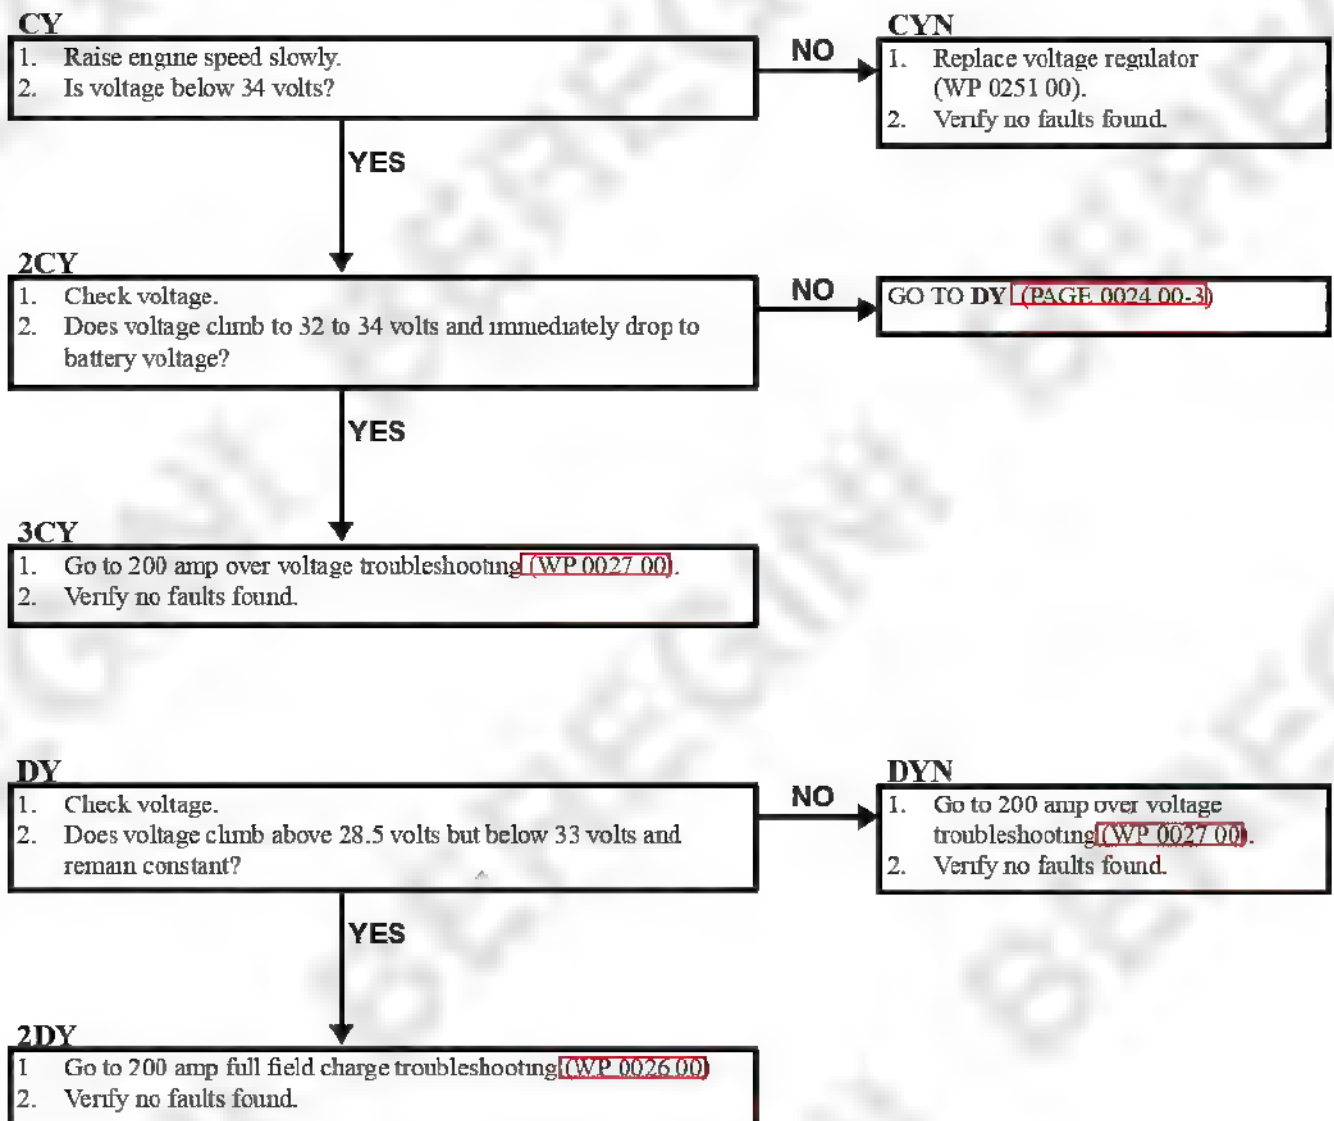 CY
1. Raise engine speed slowly.
2. Is voltage below 34 volts?
NO
CYN
1. Replace voltage regulator
(WP 0251 00).
2. Verify no faults found.
YES
2CY
1. Check voltage.
2. Does voltage climb to 32 to 34 volts and immediately drop to
battery voltage?
NO
GO TO DY (PAGE 0024 00-3)
YES
3CY
1. Go to 200 amp over voltage troubleshooting (WP 0027 00).
2. Verify no faults found.
DY
1. Check voltage.
2. Does voltage climb above 28.5 volts but below 33 volts and
remain constant?
NO
DYN
1. Go to 200 amp over voltage
troubleshooting (WP 0027 00).
2. Verify no faults found.
YES
2DY
1 Go to 200 amp full field charge troubleshooting (WP 0026 00)
2. Verify no faults found.